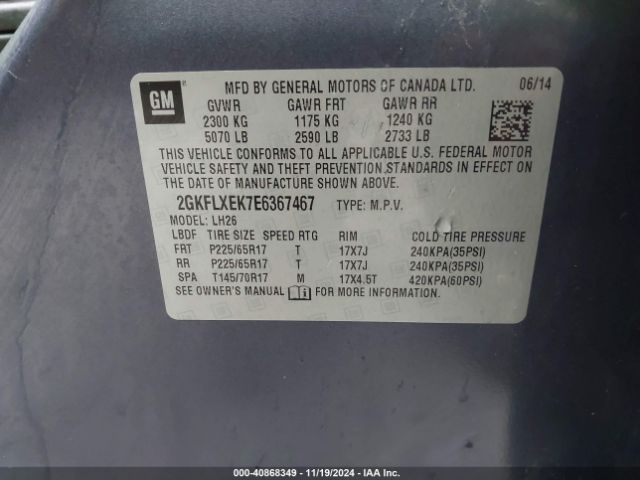 GM
MFD BY GENERAL MOTORS OF CANADA LTD. 06/14
GVWR GAWR FRT GAWR RR
2300 KG 1175 KG 1240 KG
5070 LB 2590 LB 2733 LB
THIS VEHICLE CONFORMS TO ALL APPLICABLE U.S. FEDERAL MOTOR
VEHICLE SAFETY AND THEFT PREVENTION STANDARDS IN EFFECT ON
THE DATE OF MANUFACTURE SHOWN ABOVE.
2GKFLXEK7E6367467 TYPE: M.P.V.
MODEL: LH26
LBDF TIRE SIZE SPEED RTG RIM COLD TIRE PRESSURE
FRT P225/65R17 T 17X7J 240KPA(35PSI)
RR P225/65R17 T 17X7J 240KPA(35PSI)
SPA T145/70R17 M 17X4.5T 420KPA(60PSI)
SEE OWNER'S MANUAL FOR MORE INFORMATION.
000-40868349 - 11/19/2024 - IAA Inc.